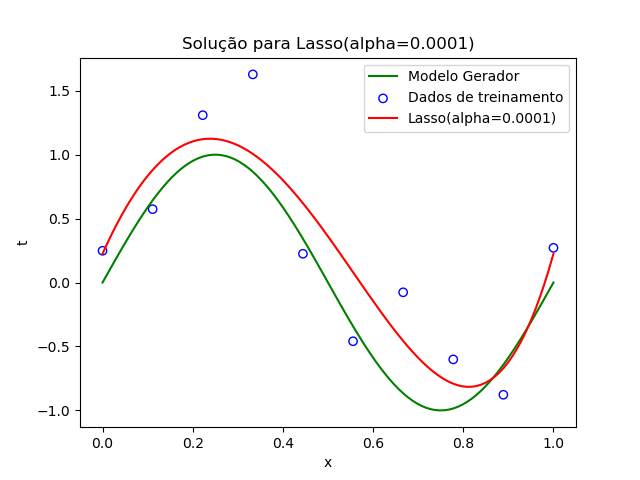 Solução para Lasso(alpha=0.0001)
Modelo Gerador
Dados de treinamento
Lasso(alpha=0.0001)
1.5
1.0
0.5
0.0
−0.5
−1.0
t
0.0 0.2 0.4 0.6 0.8 1.0
x